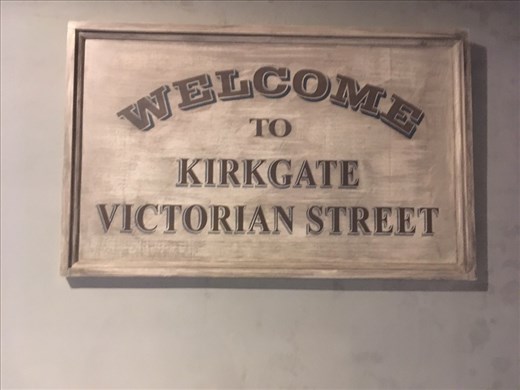 WELCOME
TO
KIRKGATE
VICTORIAN STREET